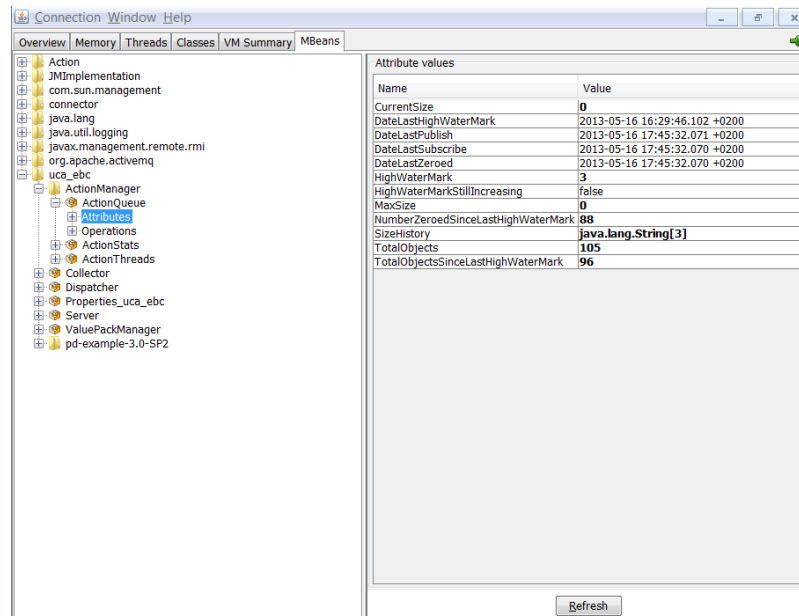 Connection Window Help
Overview Memory Threads Classes VM Summary MBeans
Action
JMImplementation
com.sun.management
connector
java.lang
java.util.logging
javax.management.remote.rmi
org.apache.activemq
uca_ebc
ActionManager
ActionQueue
Attributes
Operations
ActionStats
ActionThreads
Collector
Dispatcher
Properties_uca_ebc
Server
ValuePackManager
pd-example-3.0-SP2
Attribute values
Name Value
CurrentSize 0
DateLastHighWaterMark 2013-05-16 16:29:46.102 +0200
DateLastPublish 2013-05-16 17:45:32.071 +0200
DateLastSubscribe 2013-05-16 17:45:32.070 +0200
DateLastZeroed 2013-05-16 17:45:32.070 +0200
HighWaterMark 3
HighWaterMarkStillIncreasing false
MaxSize 0
NumberZeroedSinceLastHighWaterMark 88
SizeHistory java.lang.String[3]
TotalObjects 105
TotalObjectsSinceLastHighWaterMark 96
Refresh